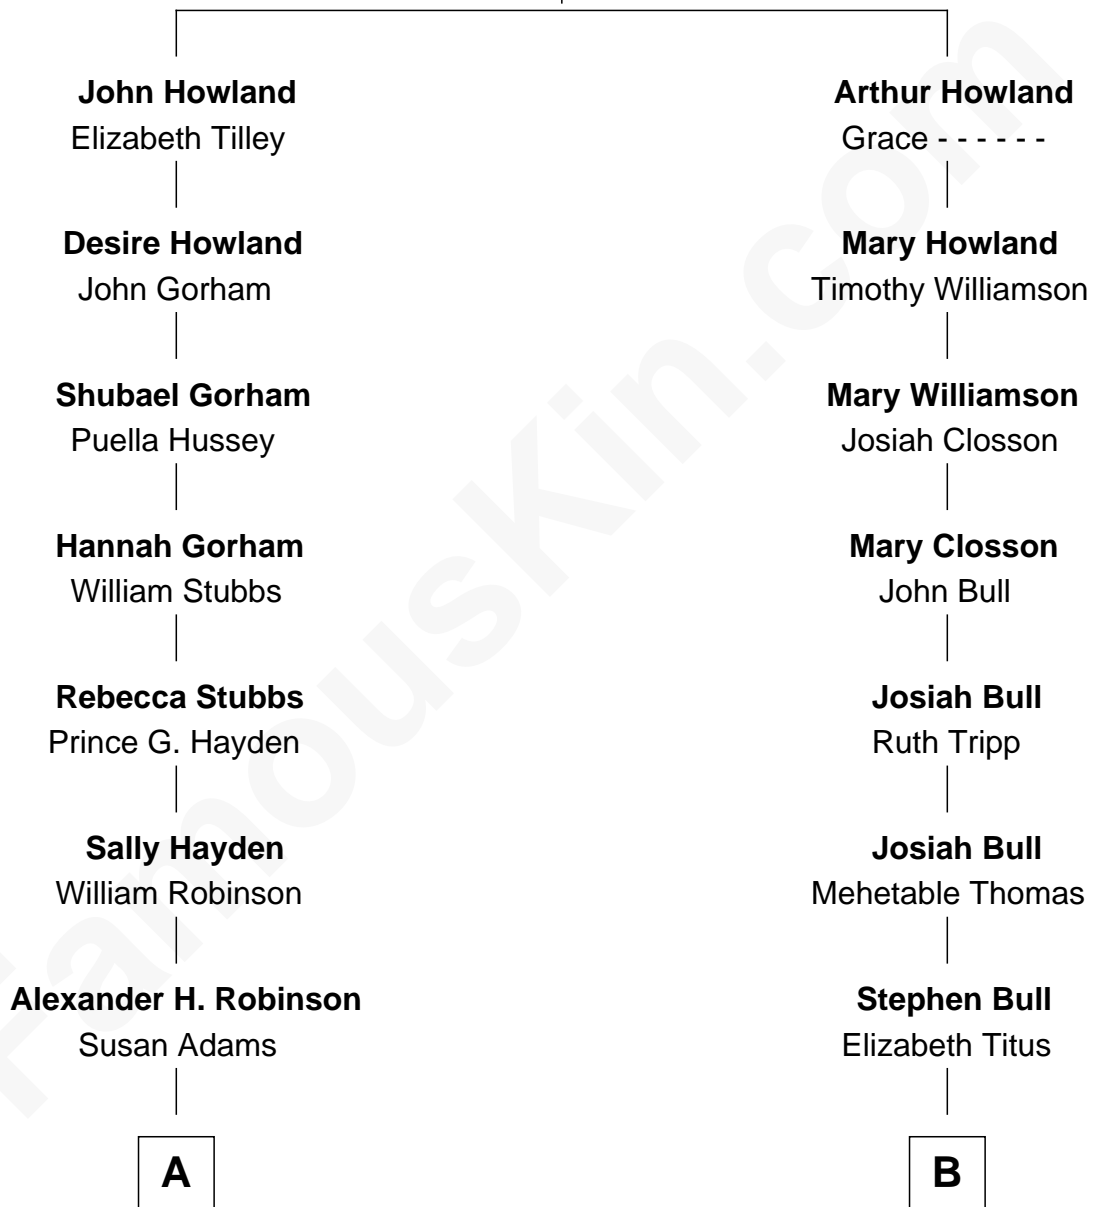 John Howland
Elizabeth Tilley
Desire Howland
John Gorham
Shubael Gorham
Puella Hussey
Hannah Gorham
William Stubbs
Rebecca Stubbs
Prince G. Hayden
Sally Hayden
William Robinson
Alexander H. Robinson
Susan Adams
A
Arthur Howland
Grace - - - - - -
Mary Howland
Timothy Williamson
Mary Williamson
Josiah Closson
Mary Closson
John Bull
Josiah Bull
Ruth Tripp
Josiah Bull
Mehetable Thomas
Stephen Bull
Elizabeth Titus
B
FamousKin.com